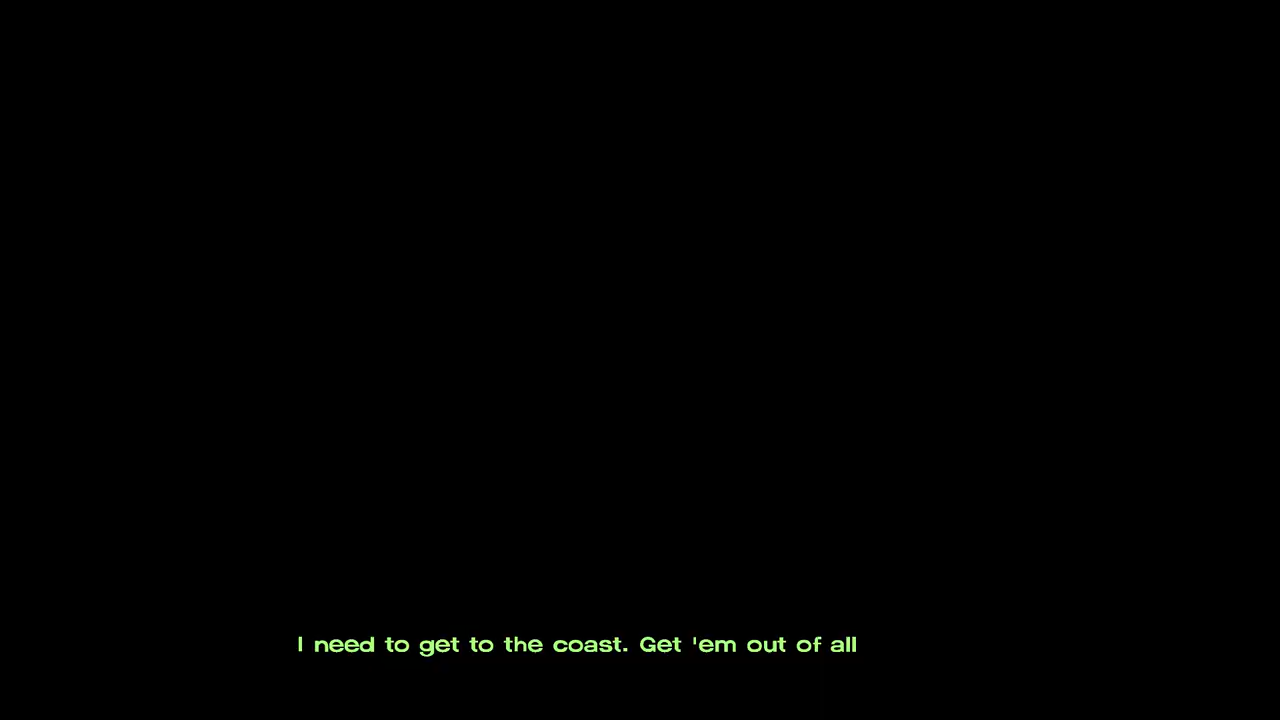 I need to get to the coast. Get 'em out of all